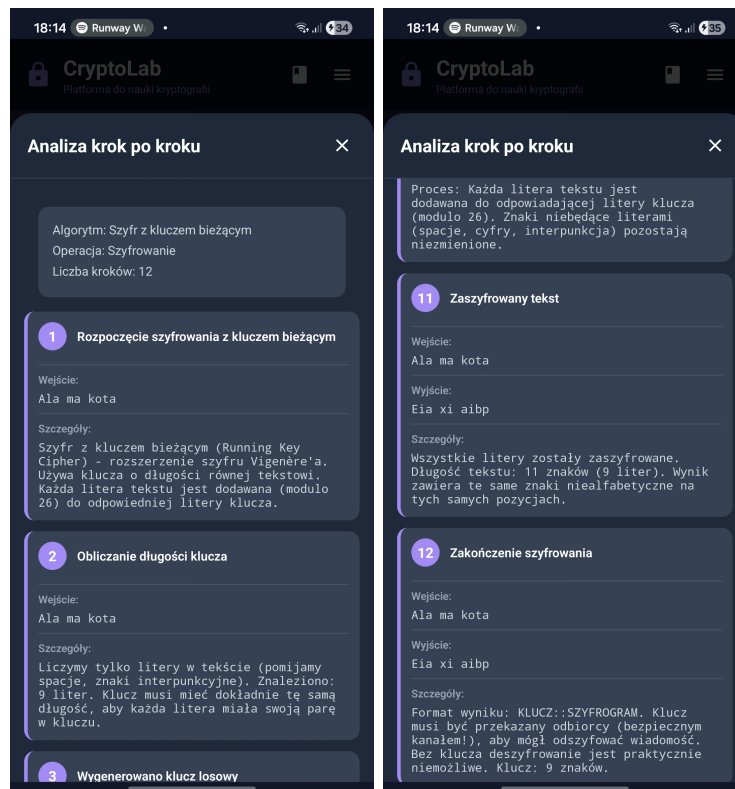 18:14 Runway W
34
CryptoLab
Platforma do nauki kryptografii
Analiza krok po kroku
Algorytm: Szyfr z kluczem bieżącym
Operacja: Szyfrowanie
Liczba kroków: 12
1 Rozpoczęcie szyfrowania z kluczem bieżącym
Wejście:
Ala ma kota
Szczegóły:
Szyfr z kluczem bieżącym (Running Key
Cipher) - rozszerzenie szyfru Vigenère'a.
Używa klucza o długości równej tekstowi.
Każda litera tekstu jest dodawana (modulo
26) do odpowiedniej litery klucza.
2 Obliczanie długości klucza
Wejście:
Ala ma kota
Szczegóły:
Liczymy tylko litery w tekście (pomijamy
spacje, znaki interpunkcyjne). Znaleziono:
9 liter. Klucz musi mieć dokładnie tę samą
długość, aby każda litera miała swoją parę
w kluczu.
3 Wygenerowano klucz losowy
18:14 Runway W
35
CryptoLab
Platforma do nauki kryptografii
Analiza krok po kroku
Proces: Każda litera tekstu jest
dodawana do odpowiadającej litery klucza
(modulo 26). Znaki niebędące literami
(spacje, cyfry, interpunkcja) pozostają
niezmienione.
11 Zaszyfrowany tekst
Wejście:
Ala ma kota
Wyjście:
Eia xi aibp
Szczegóły:
Wszystkie litery zostały zaszyfrowane.
Długość tekstu: 11 znaków (9 liter). Wynik
zawiera te same znaki niealfabetyczne na
tych samych pozycjach.
12 Zakończenie szyfrowania
Wejście:
Ala ma kota
Wyjście:
Eia xi aibp
Szczegóły:
Format wyniku: KLUCZ::SZYFROGRAM. Klucz
musi być przekazany odbiorcy (bezpiecznym
kanałem!), aby mógł odszyfować wiadomość.
Bez klucza deszyfrowanie jest praktycznie
niemożliwe. Klucz: 9 znaków.